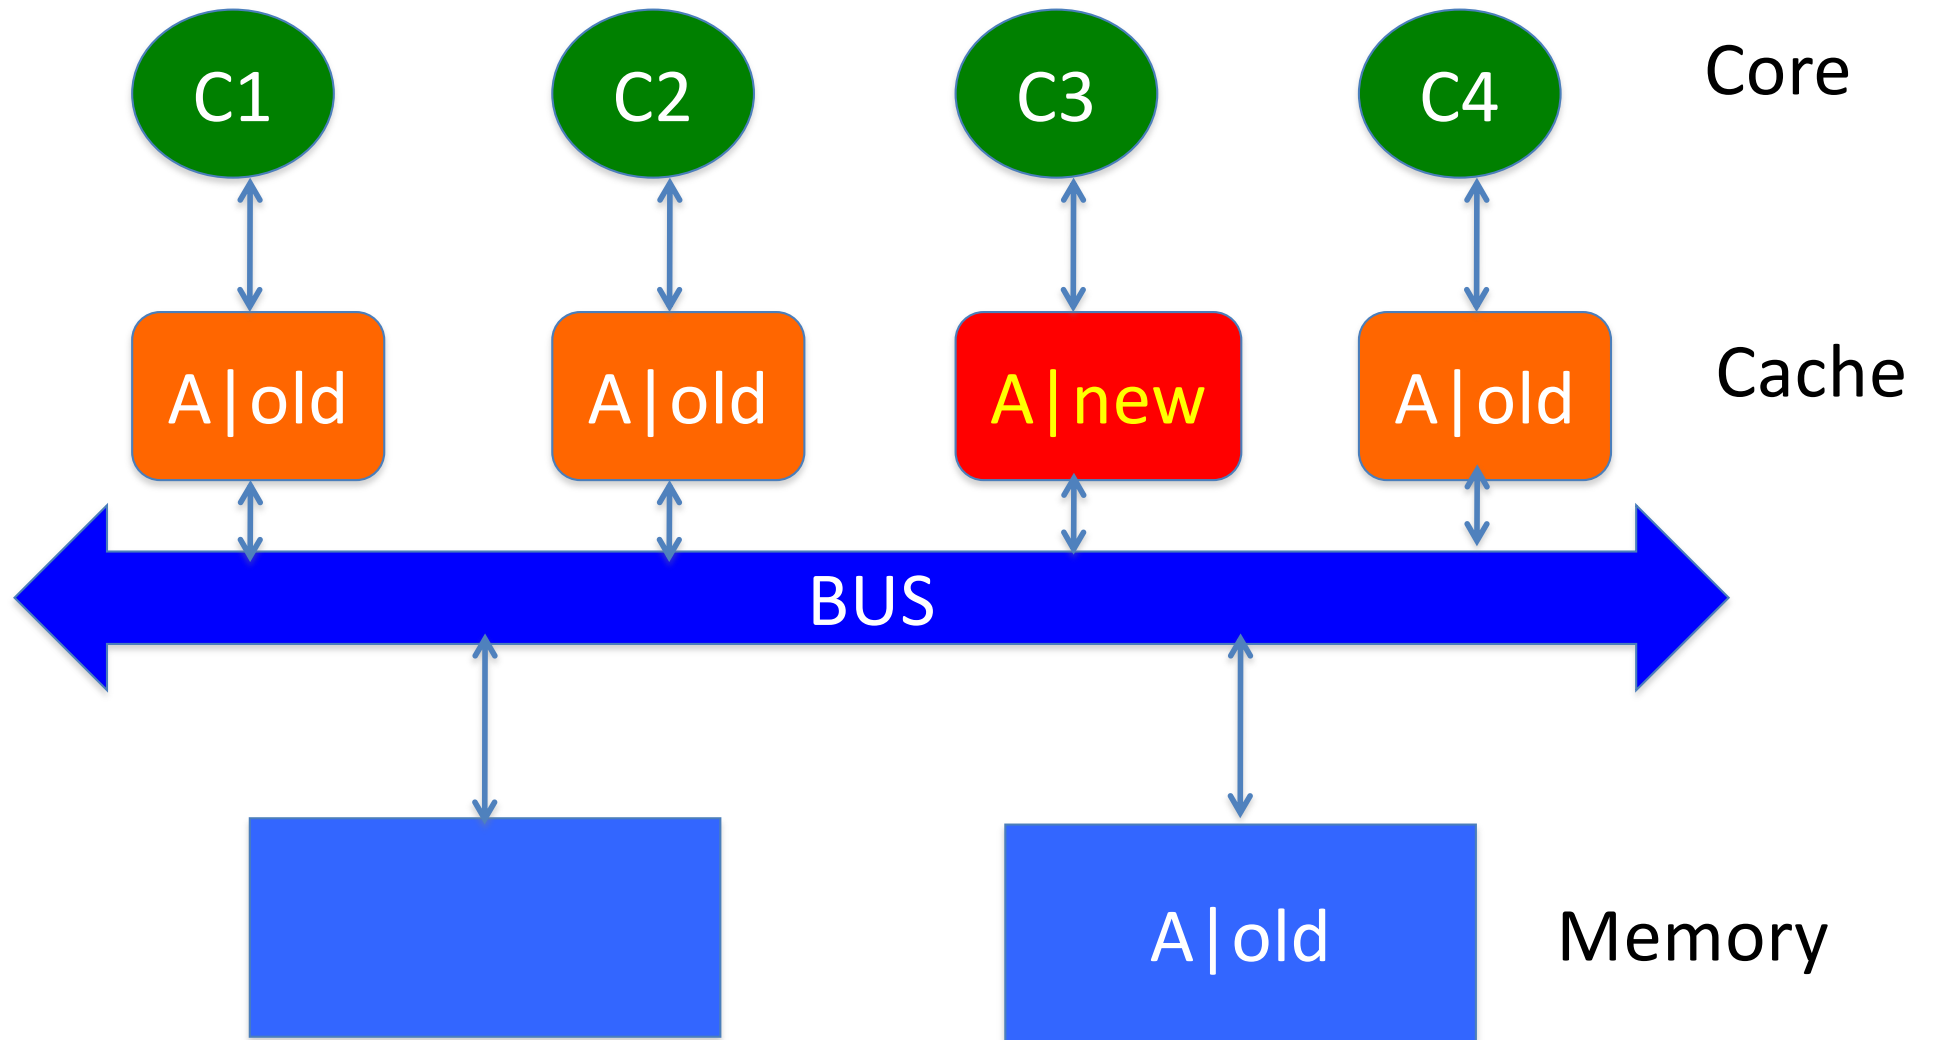 C1
C2
C3
C4
Core
A|old
A|old
A|new
A|old
Cache
BUS
A|old
Memory